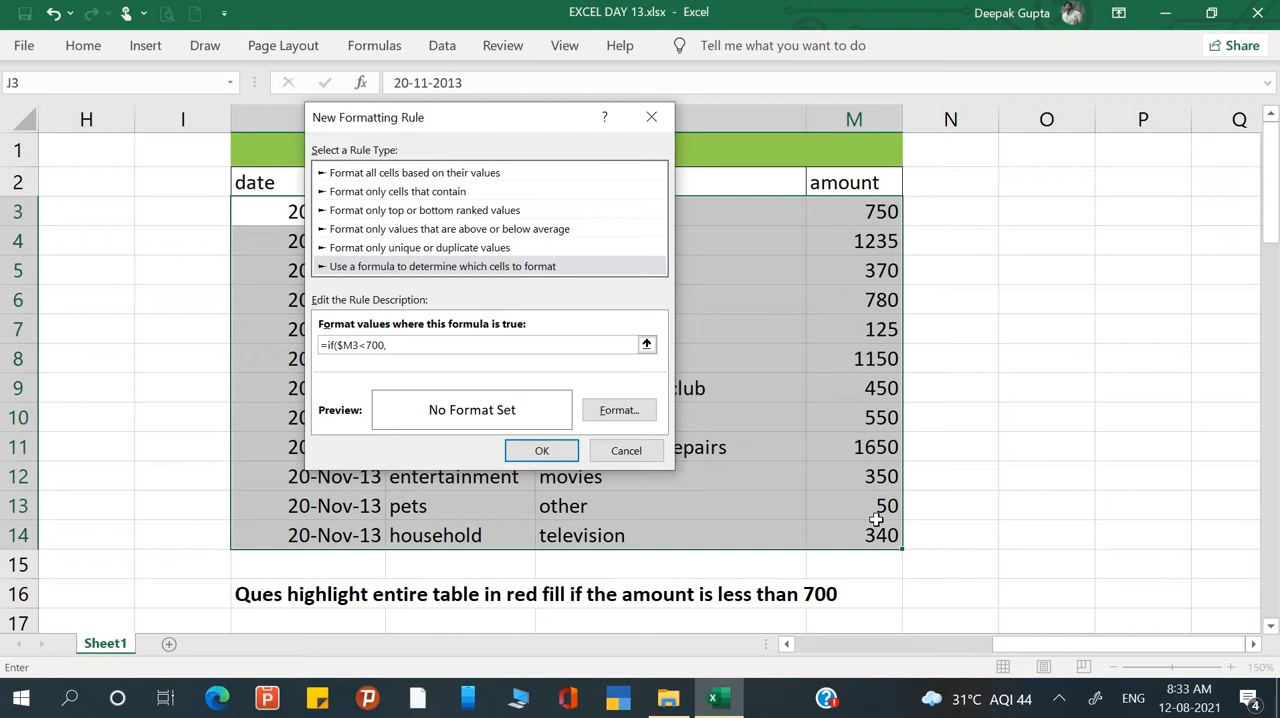 EXCEL DAY 13.xlsx - Excel
Deepak Gupta
File Home Insert Draw Page Layout Formulas Data Review View Help Tell me what you want to do Share
J3 fx 20-11-2013
H I M N O P Q
1
2 date amount
3 20 750
4 20 1235
5 20 370
6 20 780
7 20 125
8 20 1150
9 20 club 450
10 20 550
11 20 epairs 1650
12 20-Nov-13 entertainment movies 350
13 20-Nov-13 pets other 50
14 20-Nov-13 household television 340
15
16 Ques highlight entire table in red fill if the amount is less than 700
17
New Formatting Rule ?
Select a Rule Type:
► Format all cells based on their values
► Format only cells that contain
► Format only top or bottom ranked values
► Format only values that are above or below average
► Format only unique or duplicate values
► Use a formula to determine which cells to format
Edit the Rule Description:
Format values where this formula is true:
=if($M3<700,
Preview: No Format Set Format...
OK Cancel
Sheet1
Enter 150%
31°C AQI 44 ENG 8:33 AM
12-08-2021 4